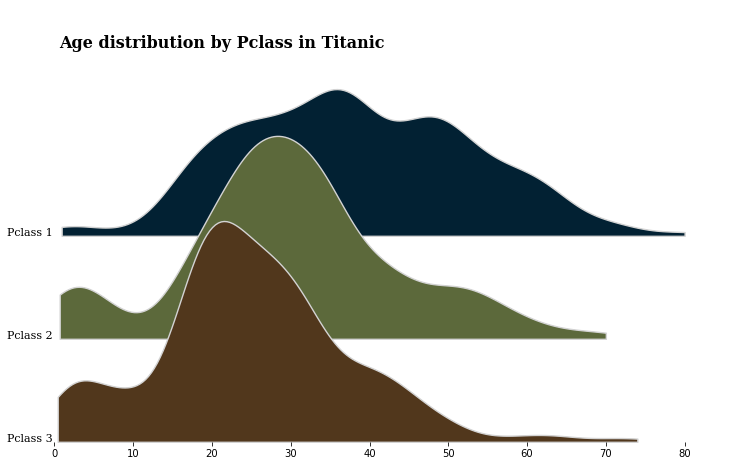 Age distribution by Pclass in Titanic
Pclass 1
Pclass 2
Pclass 3
0 10 20 30 40 50 60 70 80